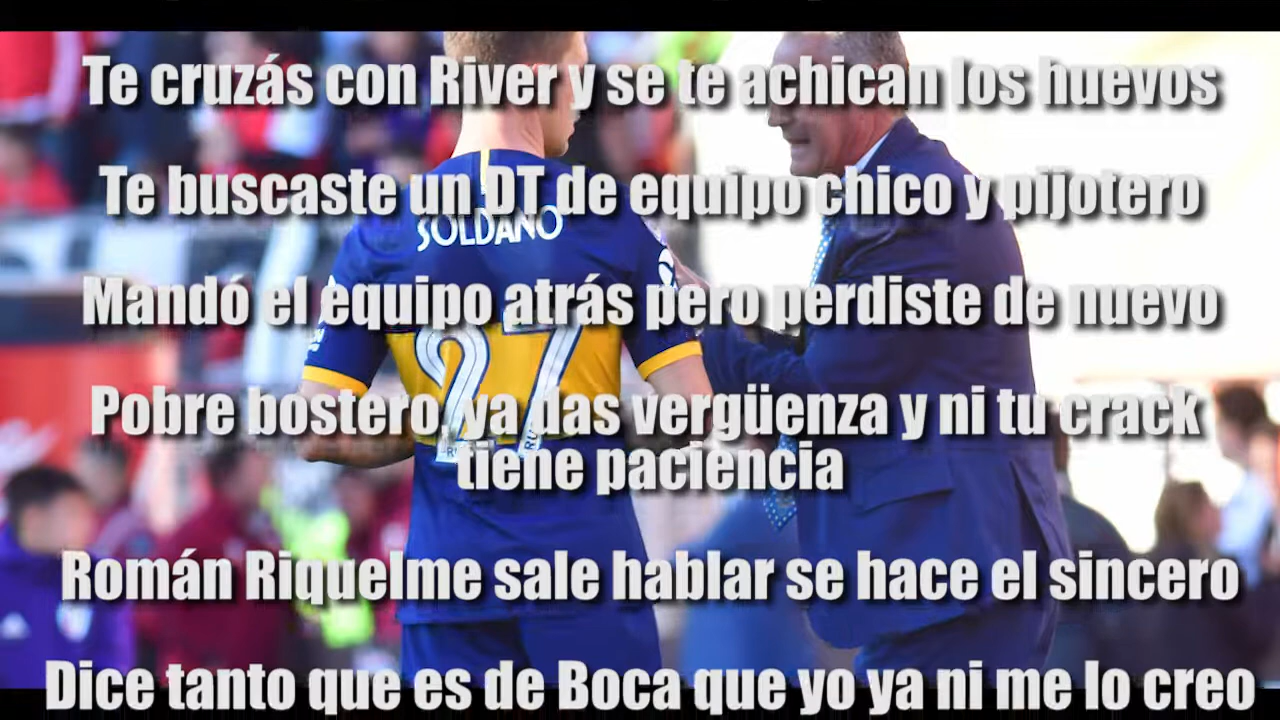 Te cruzás con River y se te achican los huevos
Te buscaste un DT de equipo chico y pijotero
SOLDANO
Mandó el equipo atrás pero perdiste de nuevo
97
Pobre bostero, ya das vergüenza y ni tu crack
tiene paciencia
Román Riquelme sale hablar se hace el sincero
Dice tanto que es de Boca que yo ya ni me lo creo